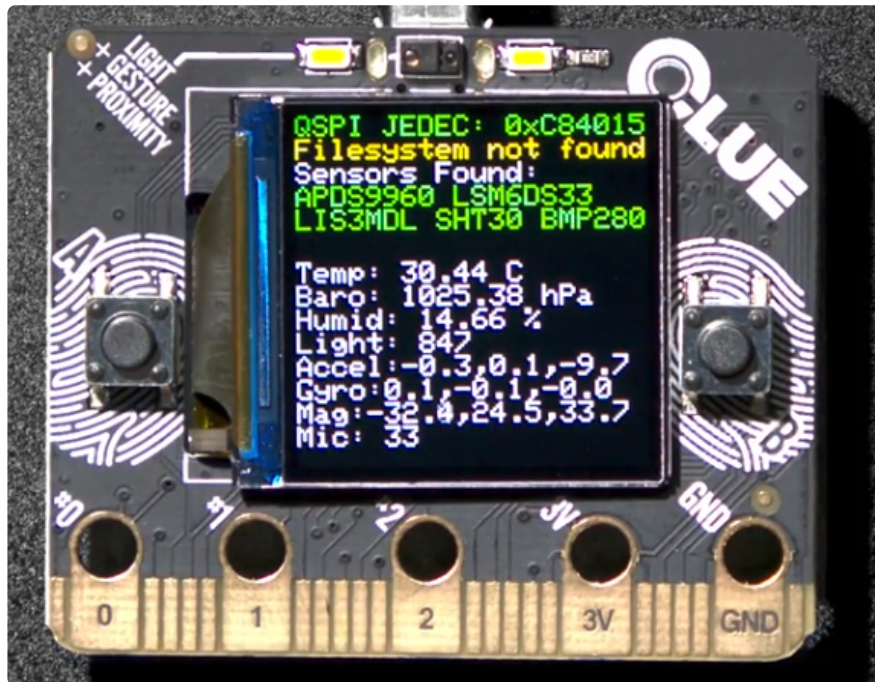 + LIGHT
GESTURE
+ PROXIMITY
CLUE
QSPI JEDEC: 0xC84015
Filesystem not found
Sensors Found:
APDS9960 LSM6DS33
LIS3MDL SHT30 BMP280
Temp: 30.44 C
Baro: 1025.38 hPa
Humid: 14.66 %
Light: 847
Accel:-0.3,0.1,-9.7
Gyro:0.1,-0.1,-0.0
Mag:-32.0,24.5,33.7
Mic: 33
A
B
#0
#1
#2
3V
GND
0
1
2
3V
GND